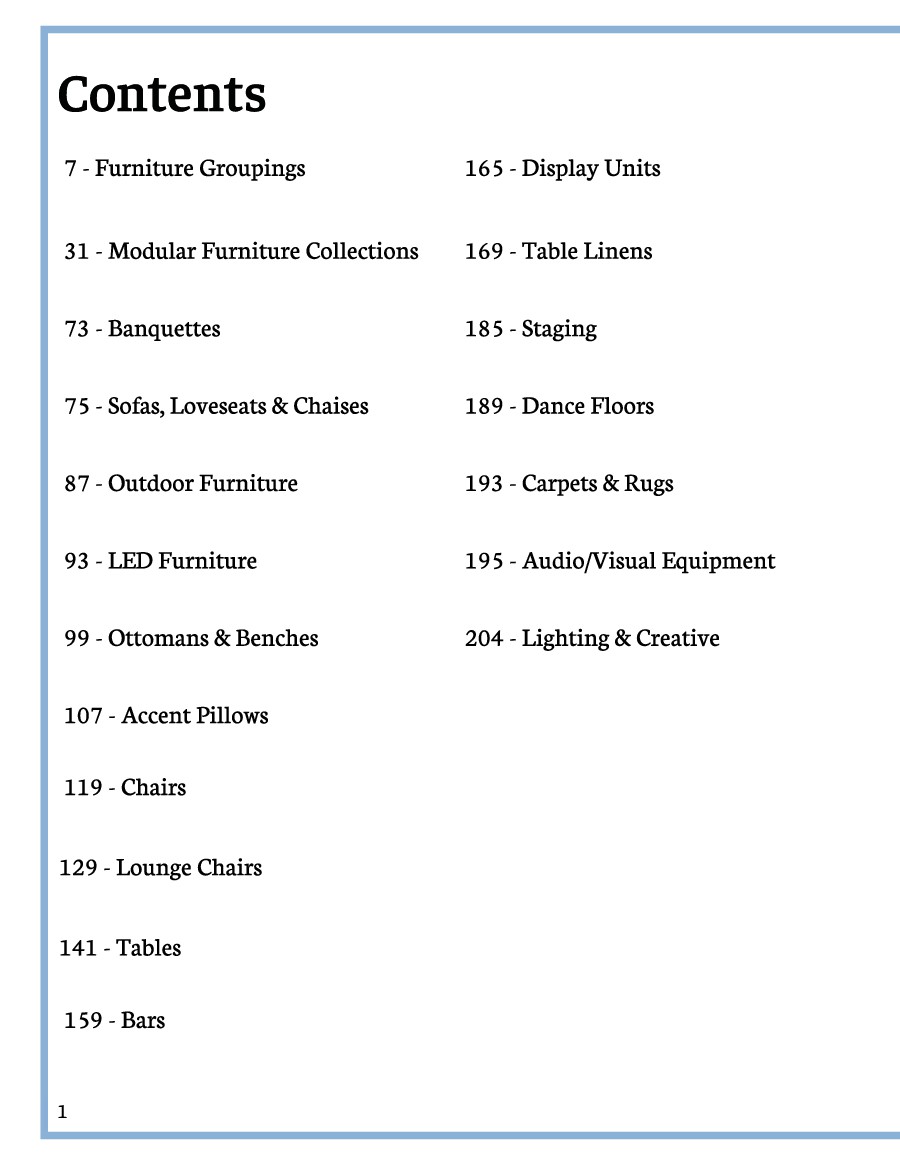 Contents
7 - Furniture Groupings
31 - Modular Furniture Collections
73 - Banquettes
75 - Sofas, Loveseats & Chaises
87 - Outdoor Furniture
93 - LED Furniture
99 - Ottomans & Benches
107 - Accent Pillows
119 - Chairs
129 - Lounge Chairs
141 - Tables
159 - Bars
165 - Display Units
169 - Table Linens
185 - Staging
189 - Dance Floors
193 - Carpets & Rugs
195 - Audio/Visual Equipment
204 - Lighting & Creative
1